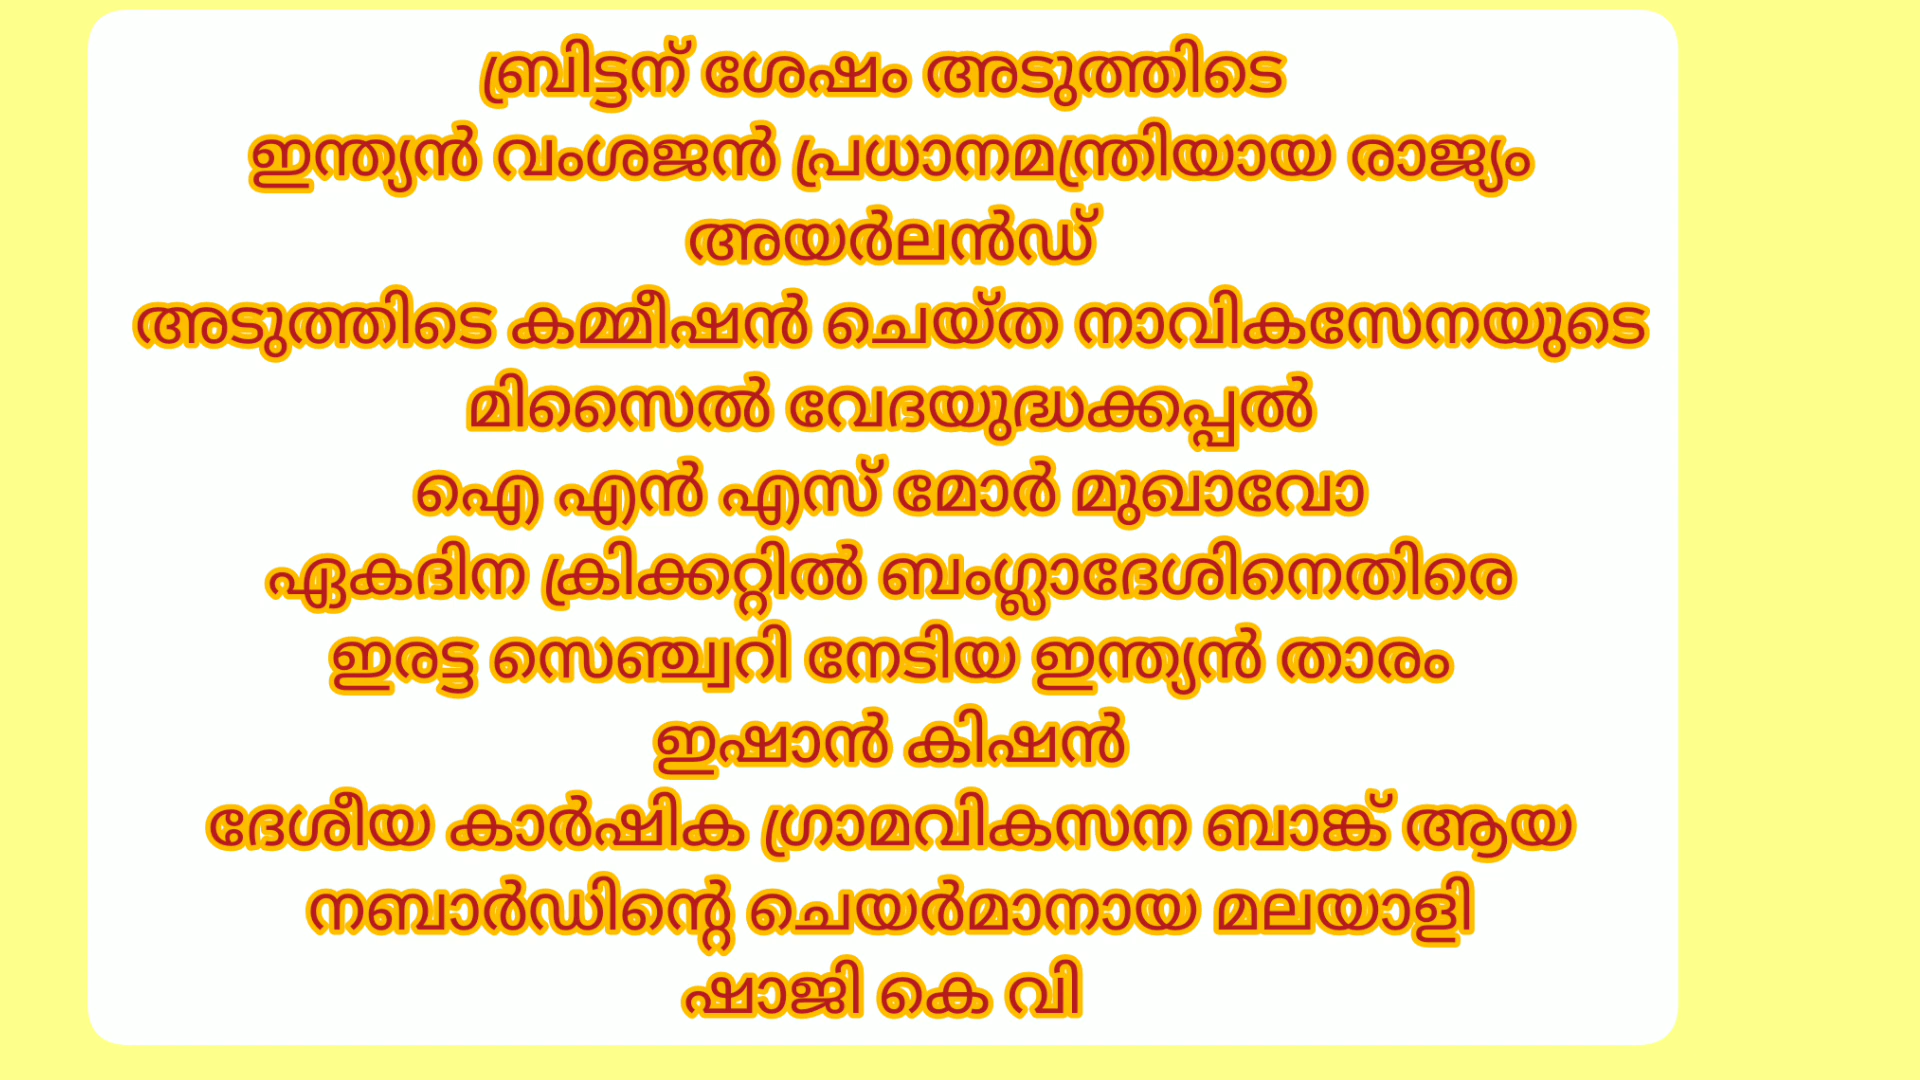 ബ്രിട്ടന് ശേഷം അടുത്തിടെ
ഇന്ത്യൻ വംശജൻ പ്രധാനമന്ത്രിയായ രാജ്യം
അയർലൻഡ്
അടുത്തിടെ കമ്മീഷൻ ചെയ്ത നാവികസേനയുടെ
മിസൈൽ വേദയുദ്ധക്കപ്പൽ
ഐ എൻ എസ് മോർ മുഖാവോ
ഏകദിന ക്രിക്കറ്റിൽ ബംഗ്ലാദേശിനെതിരെ
ഇരട്ട സെഞ്ച്വറി നേടിയ ഇന്ത്യൻ താരം
ഇഷാൻ കിഷൻ
ദേശീയ കാർഷിക ഗ്രാമവികസന ബാങ്ക് ആയ
നബാർഡിന്റെ ചെയർമാനായ മലയാളി
ഷാജി കെ വി